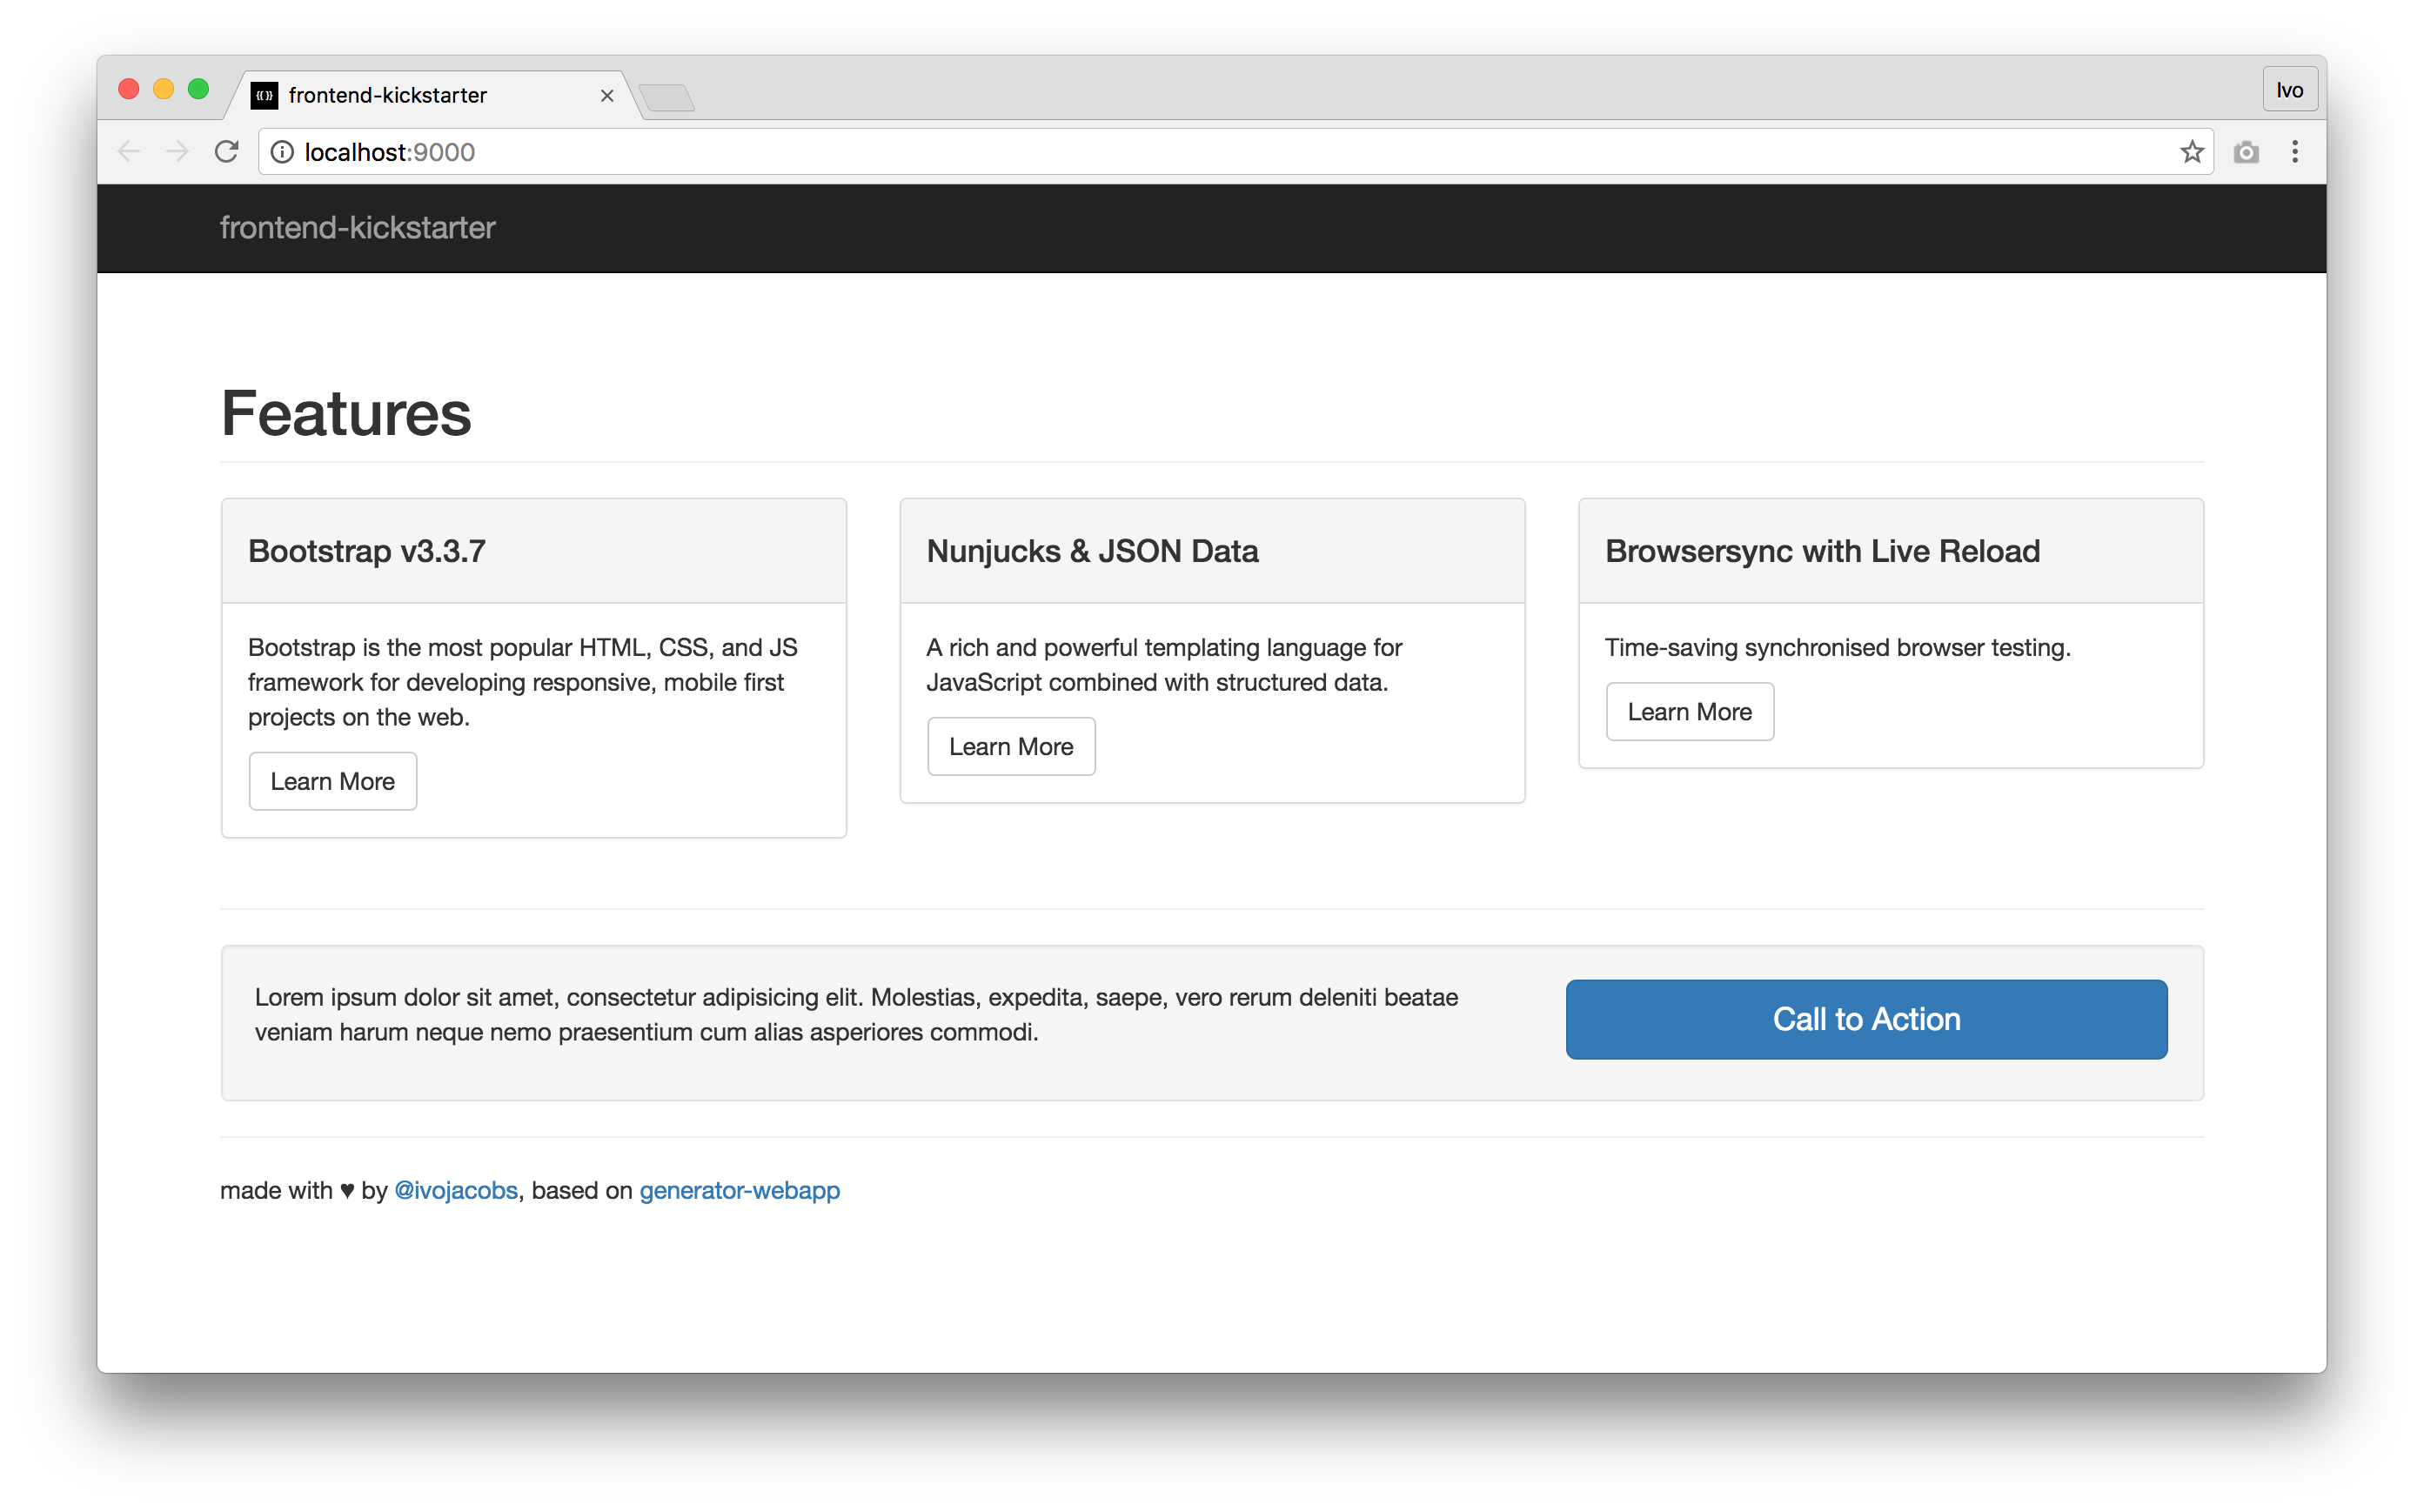 frontend-kickstarter
Ivo
localhost:9000
frontend-kickstarter
Features
Bootstrap v3.3.7
Bootstrap is the most popular HTML, CSS, and JS
framework for developing responsive, mobile first
projects on the web.
Learn More
Nunjucks & JSON Data
A rich and powerful templating language for
JavaScript combined with structured data.
Learn More
Browsersync with Live Reload
Time-saving synchronised browser testing.
Learn More
Lorem ipsum dolor sit amet, consectetur adipisicing elit. Molestias, expedita, saepe, vero rerum deleniti beatae
veniam harum neque nemo praesentium cum alias asperiores commodi.
Call to Action
made with ♥ by @ivojacobs, based on generator-webapp